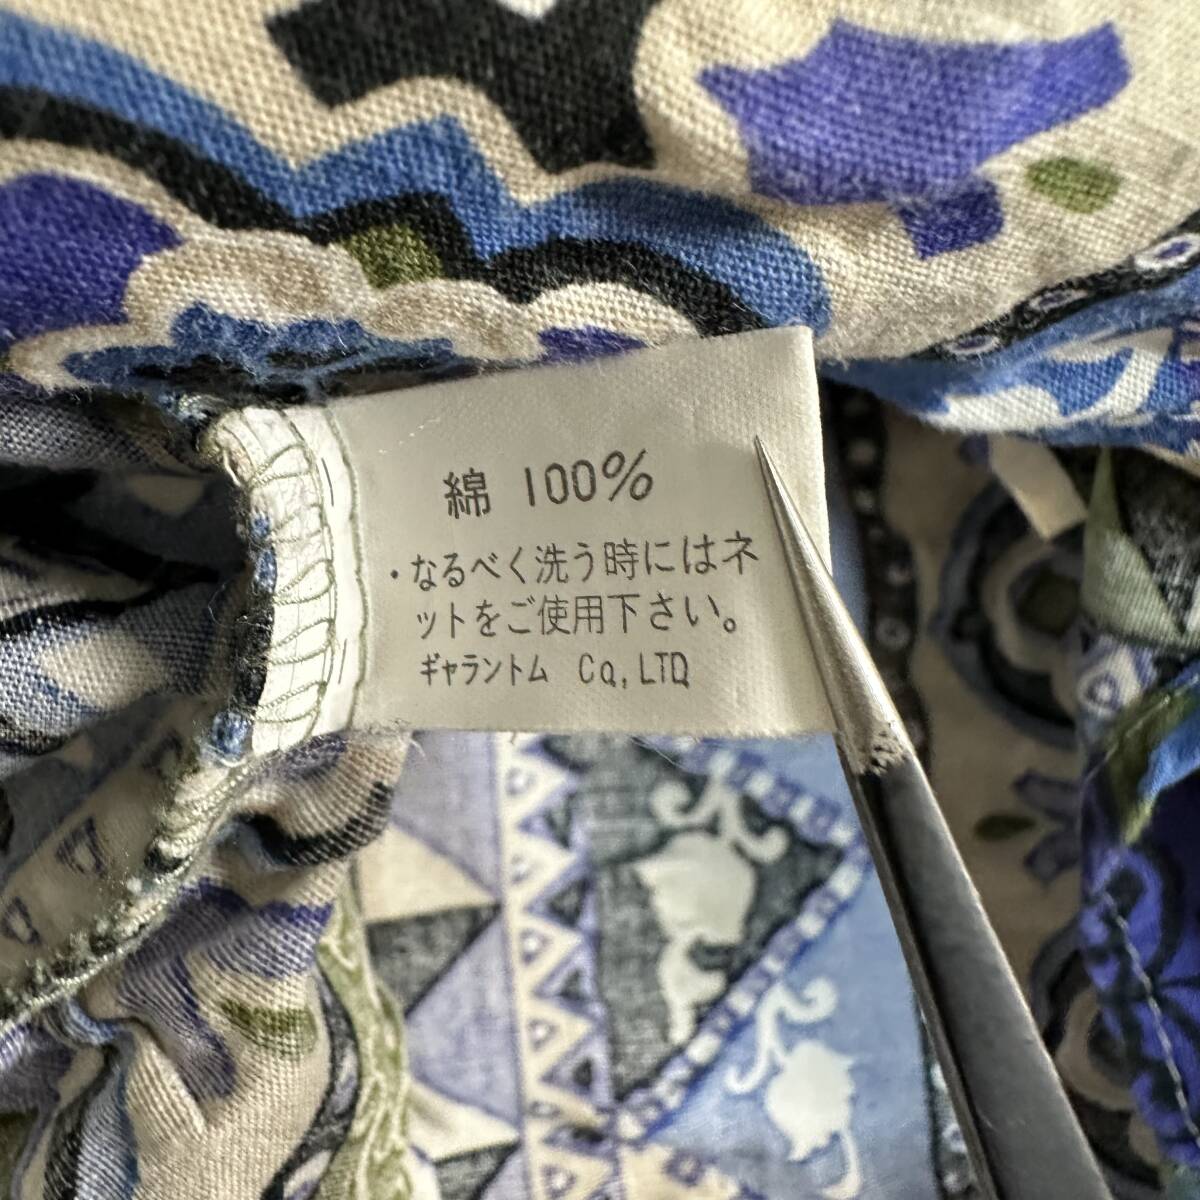 綿 100%
・なるべく洗う時にはネ
ットをご使用下さい。
ギャラントム Co, LTD